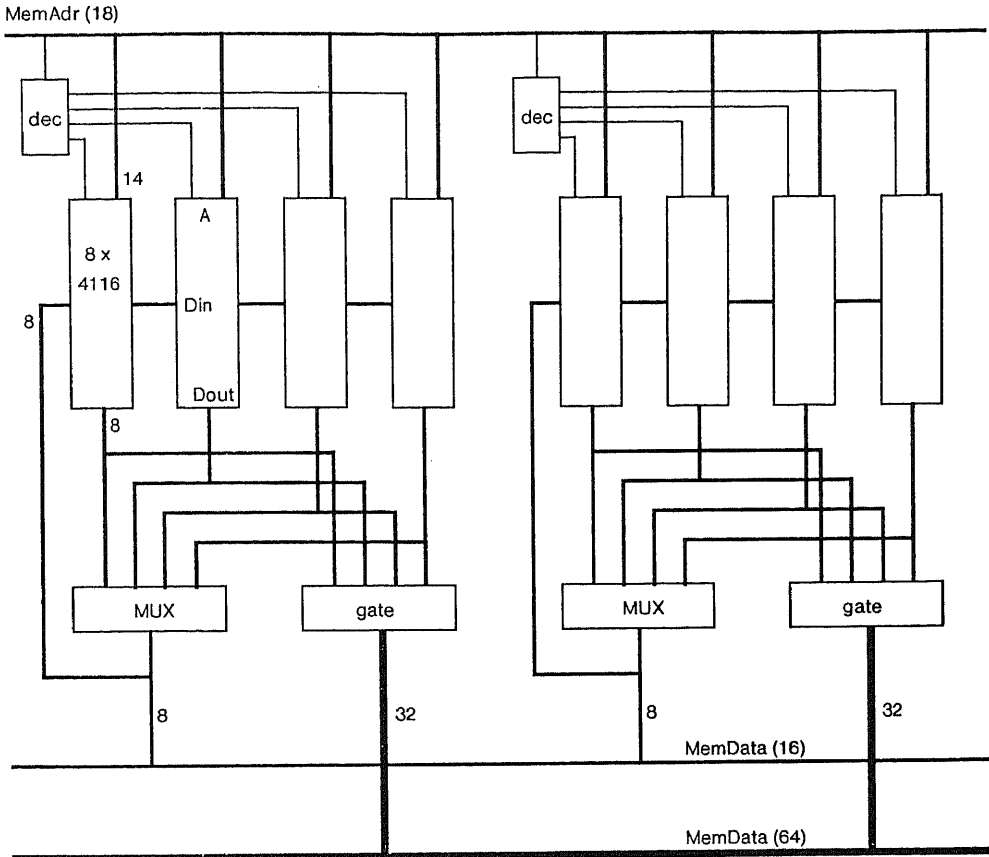 MemAdr (18)
dec
dec
14
A
8 x
4116
Din
8
Dout
8
MUX
gate
MUX
gate
8
32
8
32
MemData (16)
MemData (64)